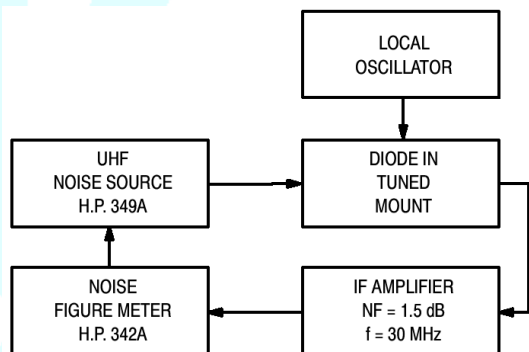 LOCAL
OSCILLATOR
UHF
NOISE SOURCE
H.P. 349A
DIODE IN
TUNED
MOUNT
NOISE
FIGURE METER
H.P. 342A
IF AMPLIFIER
NF = 1.5 dB
f = 30 MHz